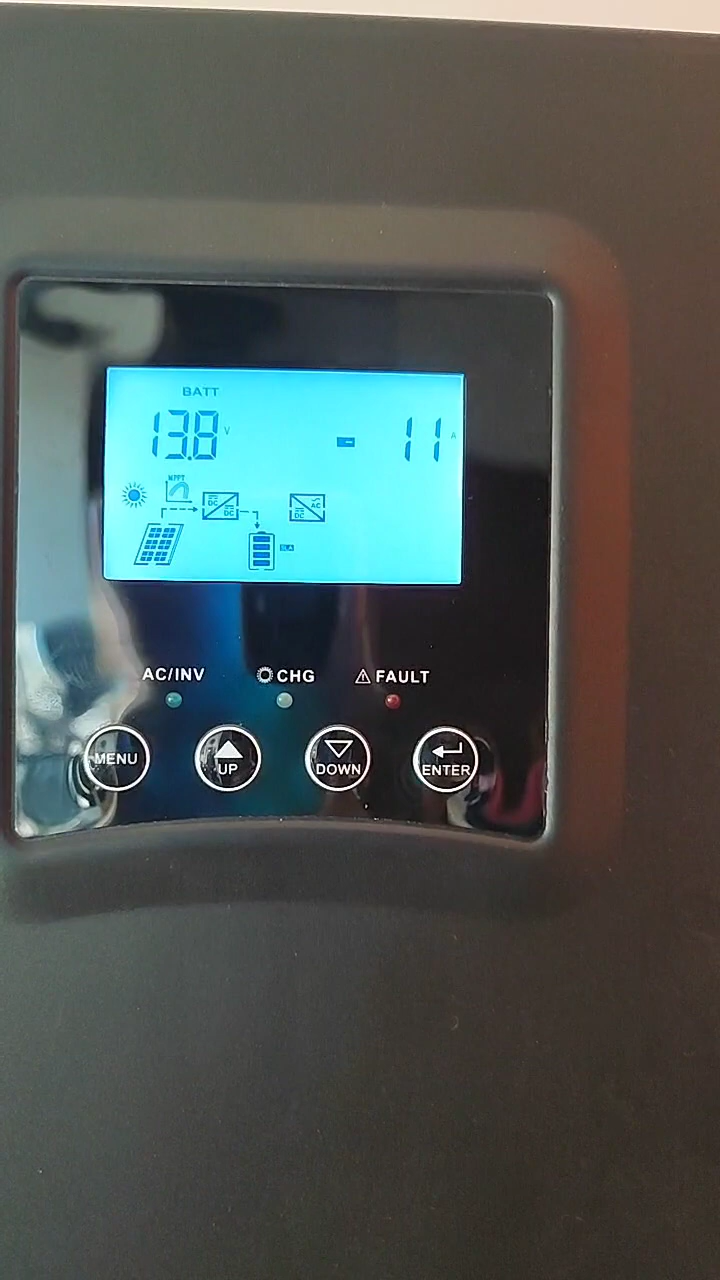 BATT
13.8 V - 11 A
MPPT
DC DC AC DC
SLA
AC/INV CHG FAULT
MENU UP DOWN ENTER